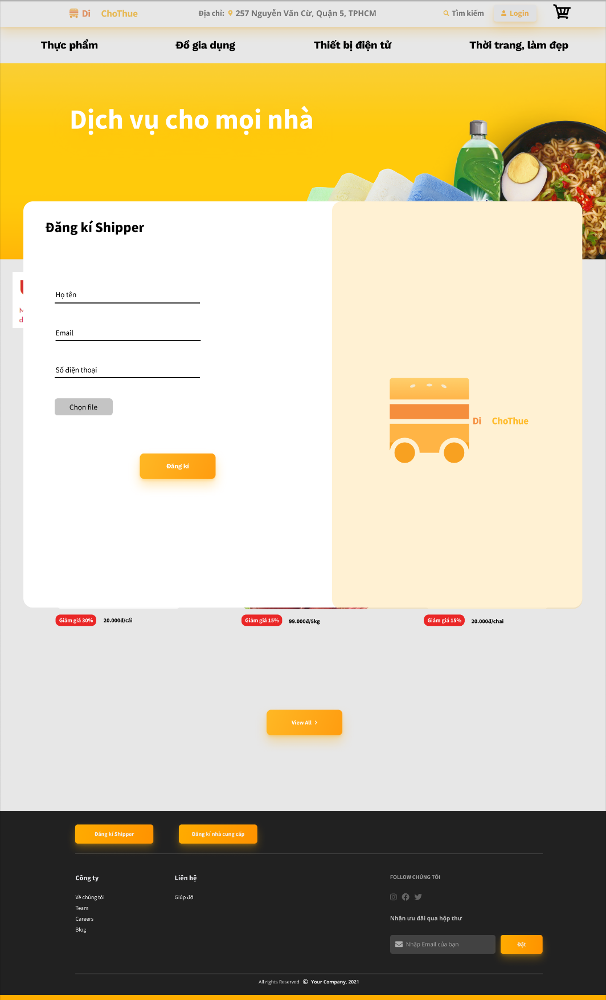 Di ChoThue
Địa chỉ: 257 Nguyễn Văn Cừ, Quận 5, TPHCM
Tìm kiếm
Login
Thực phẩm
Đồ gia dụng
Thiết bị điện tử
Thời trang, làm đẹp
Dịch vụ cho mọi nhà
Đăng kí Shipper
Họ tên
Email
Số điện thoại
Chọn file
Đăng kí
Di ChoThue
Giảm giá 30%
20.000đ/cái
Giảm giá 15%
99.000đ/5kg
Giảm giá 15%
20.000đ/chai
View All
Đăng kí Shipper
Đăng kí nhà cung cấp
Công ty
Về chúng tôi
Team
Careers
Blog
Liên hệ
Giúp đỡ
FOLLOW CHÚNG TÔI
Nhận ưu đãi qua hộp thư
Nhập Email của bạn
Đặt
All rights Reserved © Your Company, 2021